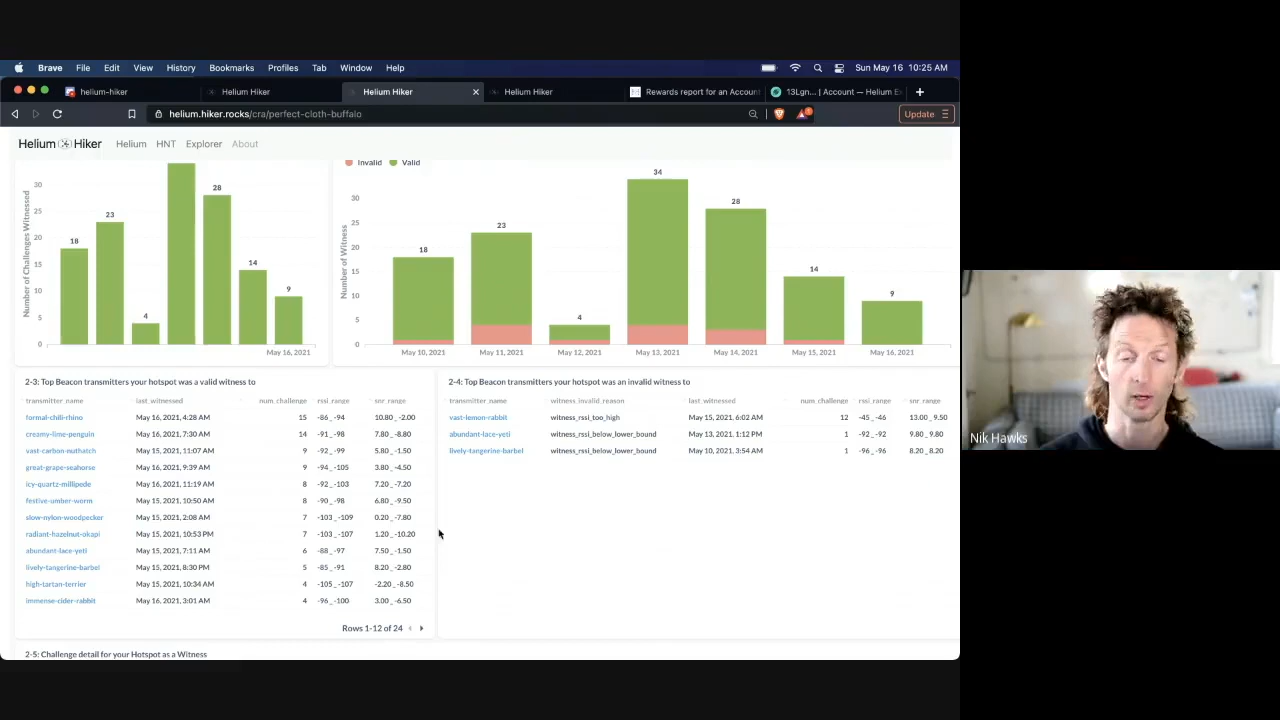 Brave File Edit View History Bookmarks Profiles Tab Window Help Sun May 16 10:25 AM
helium-hiker Helium Hiker Helium Hiker Helium Hiker Rewards report for an Account 13Lgn... | Account — Helium E
helium.hiker.rocks/cra/perfect-cloth-buffalo Update
Helium Hiker Helium HNT Explorer About
Number of Challenges Witnessed
30
25
20
15
10
5
0
18 23 4 28 14 9
May 16, 2021
Invalid Valid
Number of Witness
30
25
20
15
10
5
0
18 23 4 34 28 14 9
May 10, 2021 May 11, 2021 May 12, 2021 May 13, 2021 May 14, 2021 May 15, 2021 May 16, 2021
2-3: Top Beacon transmitters your hotspot was a valid witness to
transmitter_name last_witnessed num_challenge rssi_range snr_range
formal-chili-rhino May 16, 2021, 4:28 AM 15 -86 _ -94 10.80 _ -2.00
creamy-lime-penguin May 16, 2021, 7:30 AM 14 -91 _ -98 7.80 _ -8.80
vast-carbon-nuthatch May 15, 2021, 11:07 AM 9 -92 _ -99 5.80 _ -1.50
great-grape-seahorse May 16, 2021, 9:39 AM 9 -94 _ -105 3.80 _ -4.50
icy-quartz-millipede May 16, 2021, 11:19 AM 8 -92 _ -103 7.20 _ -7.20
festive-umber-worm May 15, 2021, 10:50 AM 8 -90 _ -98 6.80 _ -9.50
slow-nylon-woodpecker May 15, 2021, 2:08 AM 7 -103 _ -109 0.20 _ -7.80
radiant-hazelnut-okapi May 15, 2021, 10:53 PM 7 -103 _ -107 1.20 _ -10.20
abundant-lace-yeti May 15, 2021, 7:11 AM 6 -88 _ -97 7.50 _ -1.50
lively-tangerine-barbel May 15, 2021, 8:30 PM 5 -85 _ -91 8.20 _ -2.80
high-tartan-terrier May 15, 2021, 10:34 AM 4 -105 _ -107 -2.20 _ -8.50
immense-cider-rabbit May 16, 2021, 3:01 AM 4 -96 _ -100 3.00 _ -6.50
Rows 1-12 of 24
2-4: Top Beacon transmitters your hotspot was an invalid witness to
transmitter_name witness_invalid_reason last_witnessed num_challenge rssi_range snr_range
vast-lemon-rabbit witness_rssi_too_high May 15, 2021, 6:02 AM 12 -45 _ -46 13.00 _ 9.50
abundant-lace-yeti witness_rssi_below_lower_bound May 13, 2021, 1:12 PM 1 -92 _ -92 9.80 _ 9.80
lively-tangerine-barbel witness_rssi_below_lower_bound May 10, 2021, 3:54 AM 1 -96 _ -96 8.20 _ 8.20
2-5: Challenge detail for your Hotspot as a Witness
Nik Hawks